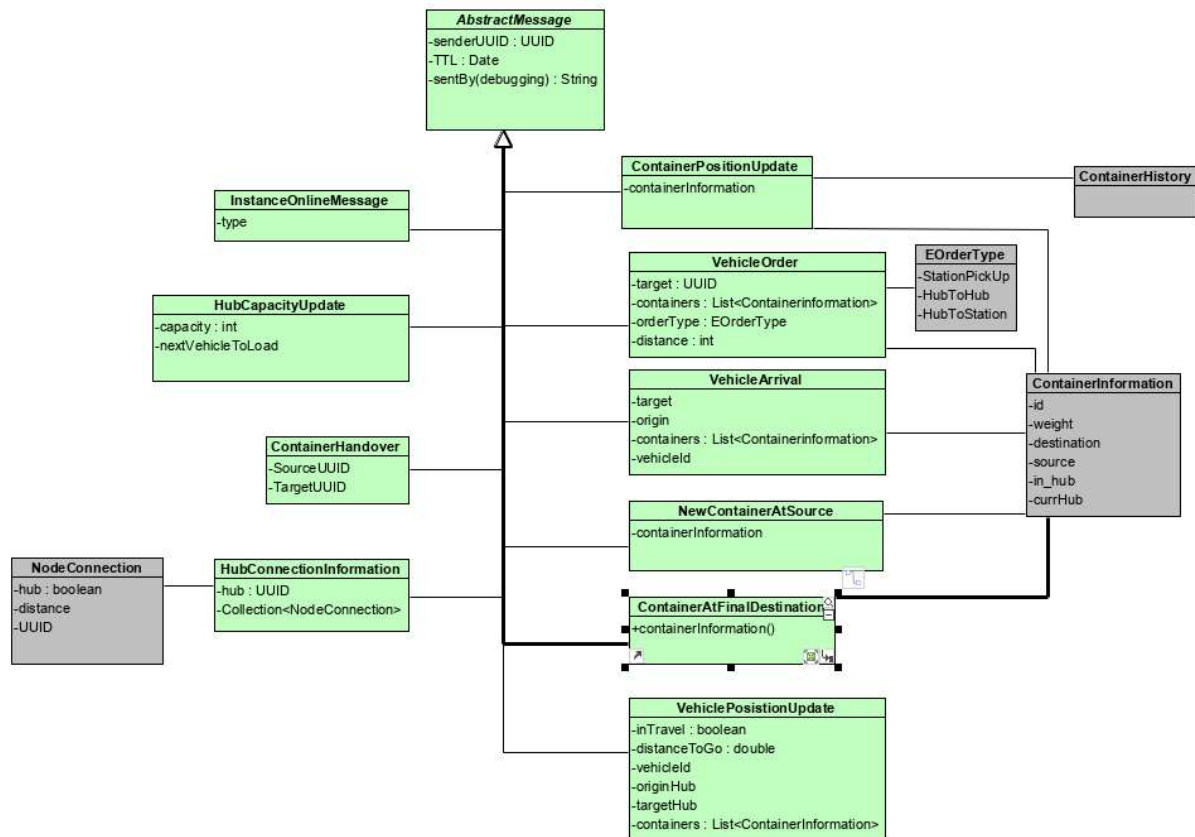 AbstractMessage
-senderUUID : UUID
-TTL : Date
-sentBy(debugging) : String
ContainerPositionUpdate
-containerInformation
ContainerHistory
InstanceOnlineMessage
-type
VehicleOrder
-target : UUID
-containers : List<Containerinformation>
-orderType : EOrderType
-distance : int
EOrderType
-StationPickUp
-HubToHub
-HubToStation
HubCapacityUpdate
-capacity : int
-nextVehicleToLoad
VehicleArrival
-target
-origin
-containers : List<Containerinformation>
-vehicleId
ContainerInformation
-id
-weight
-destination
-source
-in_hub
-currHub
ContainerHandover
-SourceUUID
-TargetUUID
NewContainerAtSource
-containerInformation
NodeConnection
-hub : boolean
-distance
-UUID
HubConnectionInformation
-hub : UUID
-Collection<NodeConnection>
ContainerAtFinalDestination
+containerInformation()
VehiclePosistionUpdate
-inTravel : boolean
-distanceToGo : double
-vehicleId
-originHub
-targetHub
-containers : List<ContainerInformation>